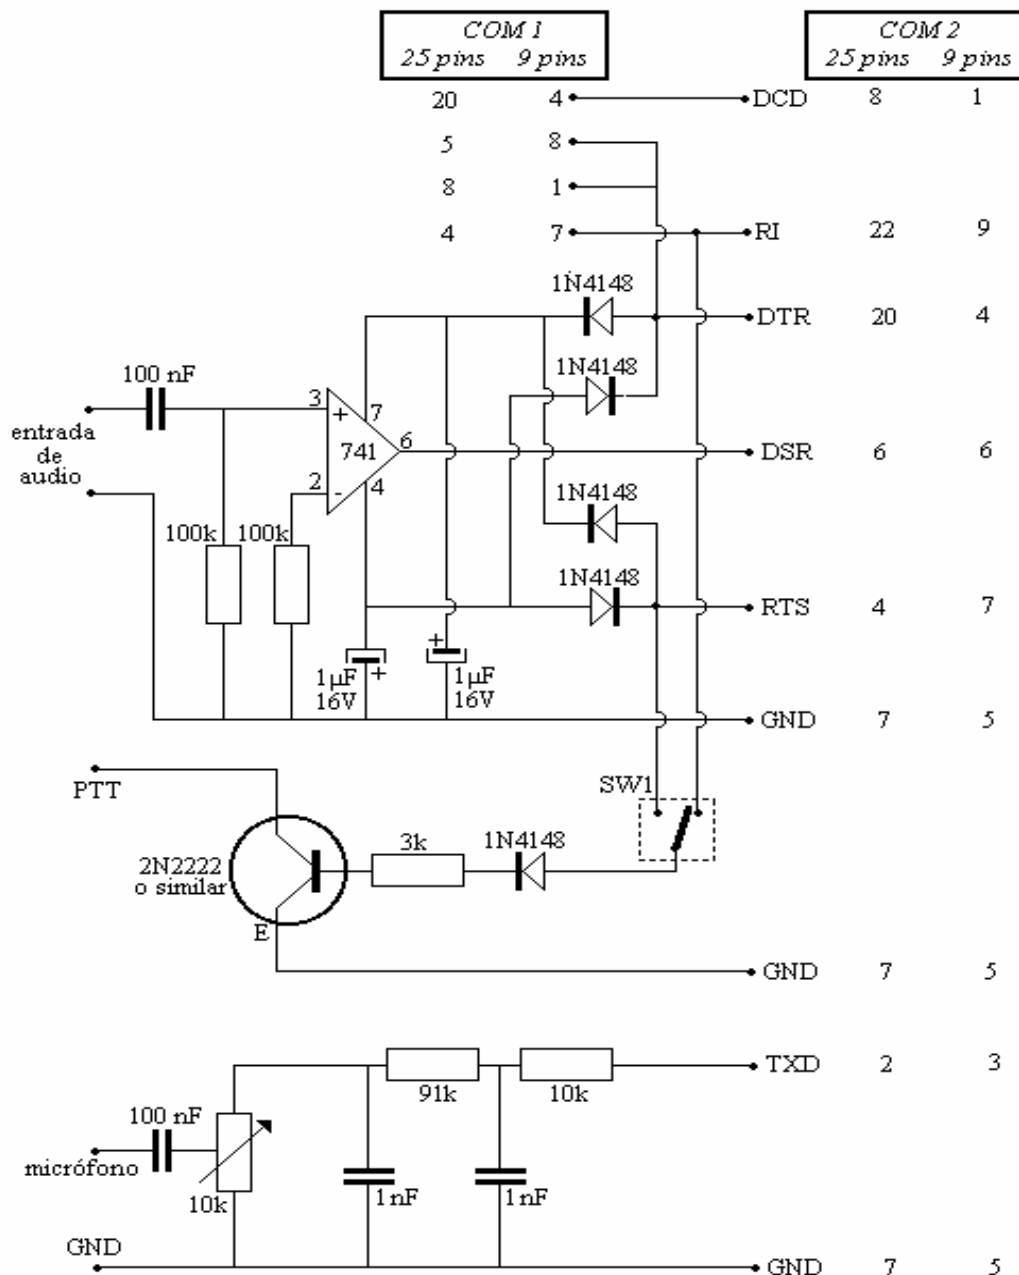 COM 1
25 pins 9 pins
COM 2
25 pins 9 pins
20 4 DCD 8 1
5 8
8 1
4 7 RI 22 9
1N4148
DTR 20 4
1N4148
100 nF
3 + 7
entrada
de
audio
741 6 DSR 6 6
2 - 4
1N4148
100k 100k
1N4148
RTS 4 7
+
+
1µF
16V
1µF
16V
GND 7 5
PTT
SW1
3k 1N4148
2N2222
o similar
E
GND 7 5
TXD 2 3
91k 10k
100 nF
micrófono
10k
1nF 1nF
GND
GND 7 5